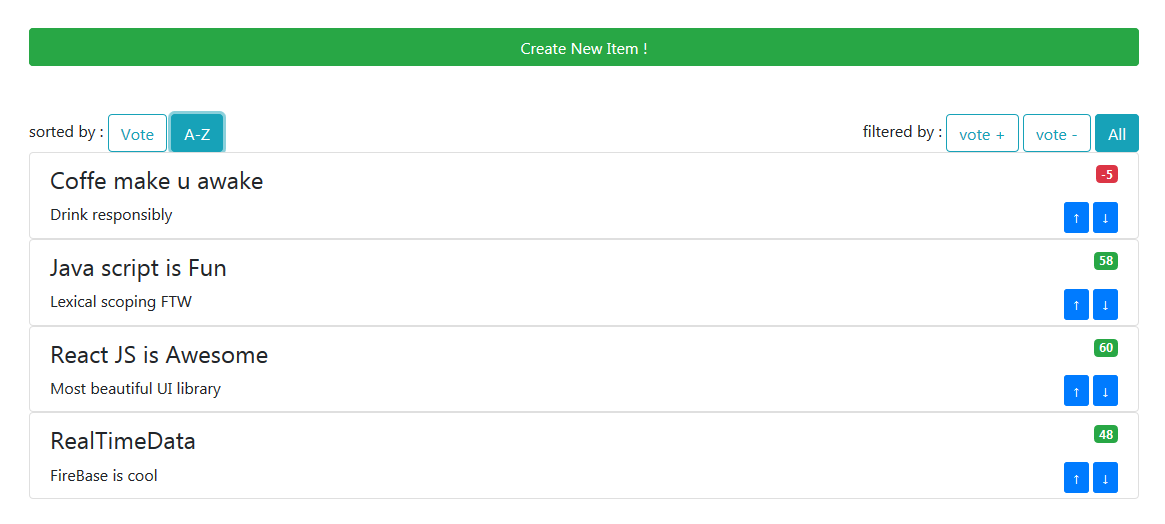 Create New Item !
sorted by : Vote A-Z filtered by : vote + vote - All
Coffe make u awake -5
Drink responsibly ↑ ↓
Java script is Fun 58
Lexical scoping FTW ↑ ↓
React JS is Awesome 60
Most beautiful UI library ↑ ↓
RealTimeData 48
FireBase is cool ↑ ↓